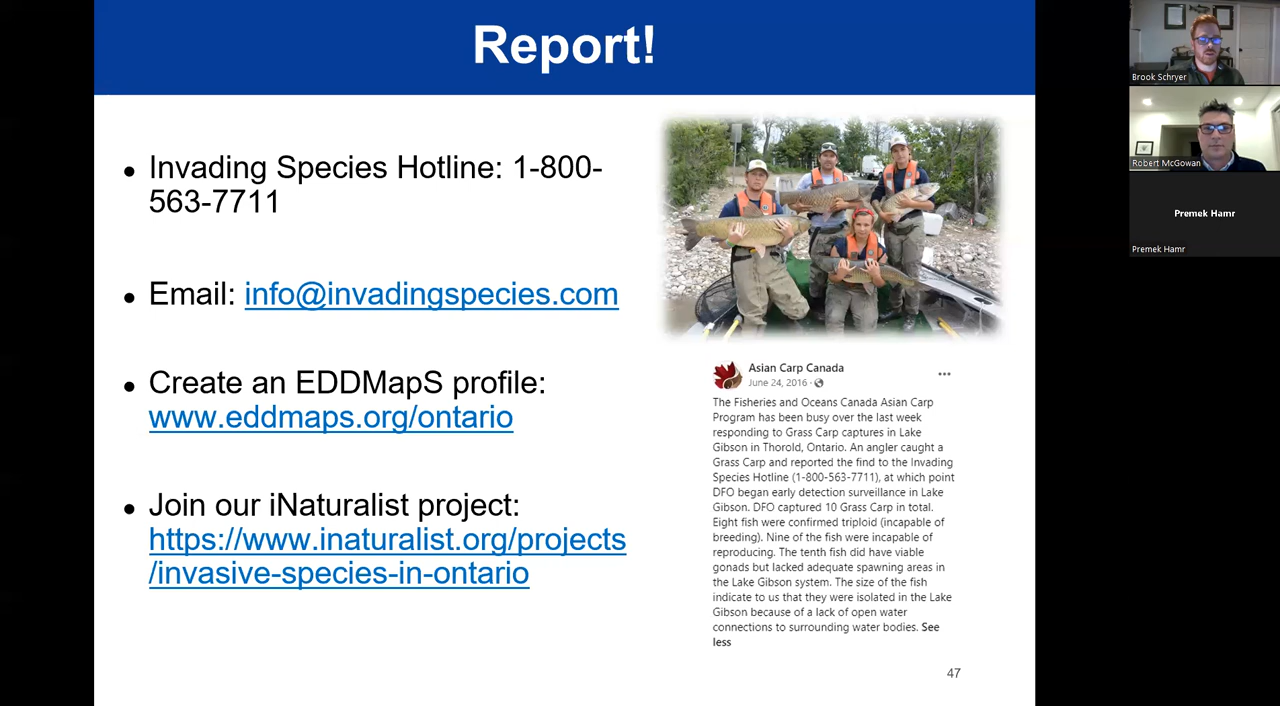 Report!
● Invading Species Hotline: 1-800-
563-7711
● Email: info@invadingspecies.com
● Create an EDDMapS profile:
www.eddmaps.org/ontario
● Join our iNaturalist project:
https://www.inaturalist.org/projects
/invasive-species-in-ontario
Asian Carp Canada
June 24, 2016 ·
The Fisheries and Oceans Canada Asian Carp
Program has been busy over the last week
responding to Grass Carp captures in Lake
Gibson in Thorold, Ontario. An angler caught a
Grass Carp and reported the find to the Invading
Species Hotline (1-800-563-7711), at which point
DFO began early detection surveillance in Lake
Gibson. DFO captured 10 Grass Carp in total.
Eight fish were confirmed triploid (incapable of
breeding). Nine of the fish were incapable of
reproducing. The tenth fish did have viable
gonads but lacked adequate spawning areas in
the Lake Gibson system. The size of the fish
indicate to us that they were isolated in the Lake
Gibson because of a lack of open water
connections to surrounding water bodies. See
less
47
Brook Schryer
Robert McGowan
Premek Hamr
Premek Hamr